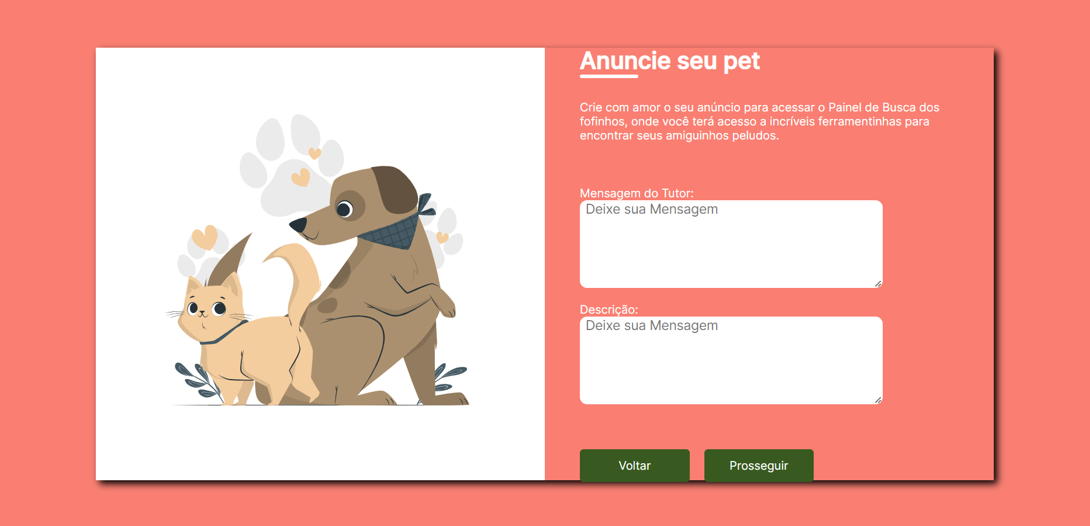 Anuncie seu pet
Crie com amor o seu anúncio para acessar o Painel de Busca dos
fofinhos, onde você terá acesso a incríveis ferramentinhas para
encontrar seus amiguinhos peludos.
Mensagem do Tutor:
Deixe sua Mensagem
Descrição:
Deixe sua Mensagem
Voltar
Prosseguir